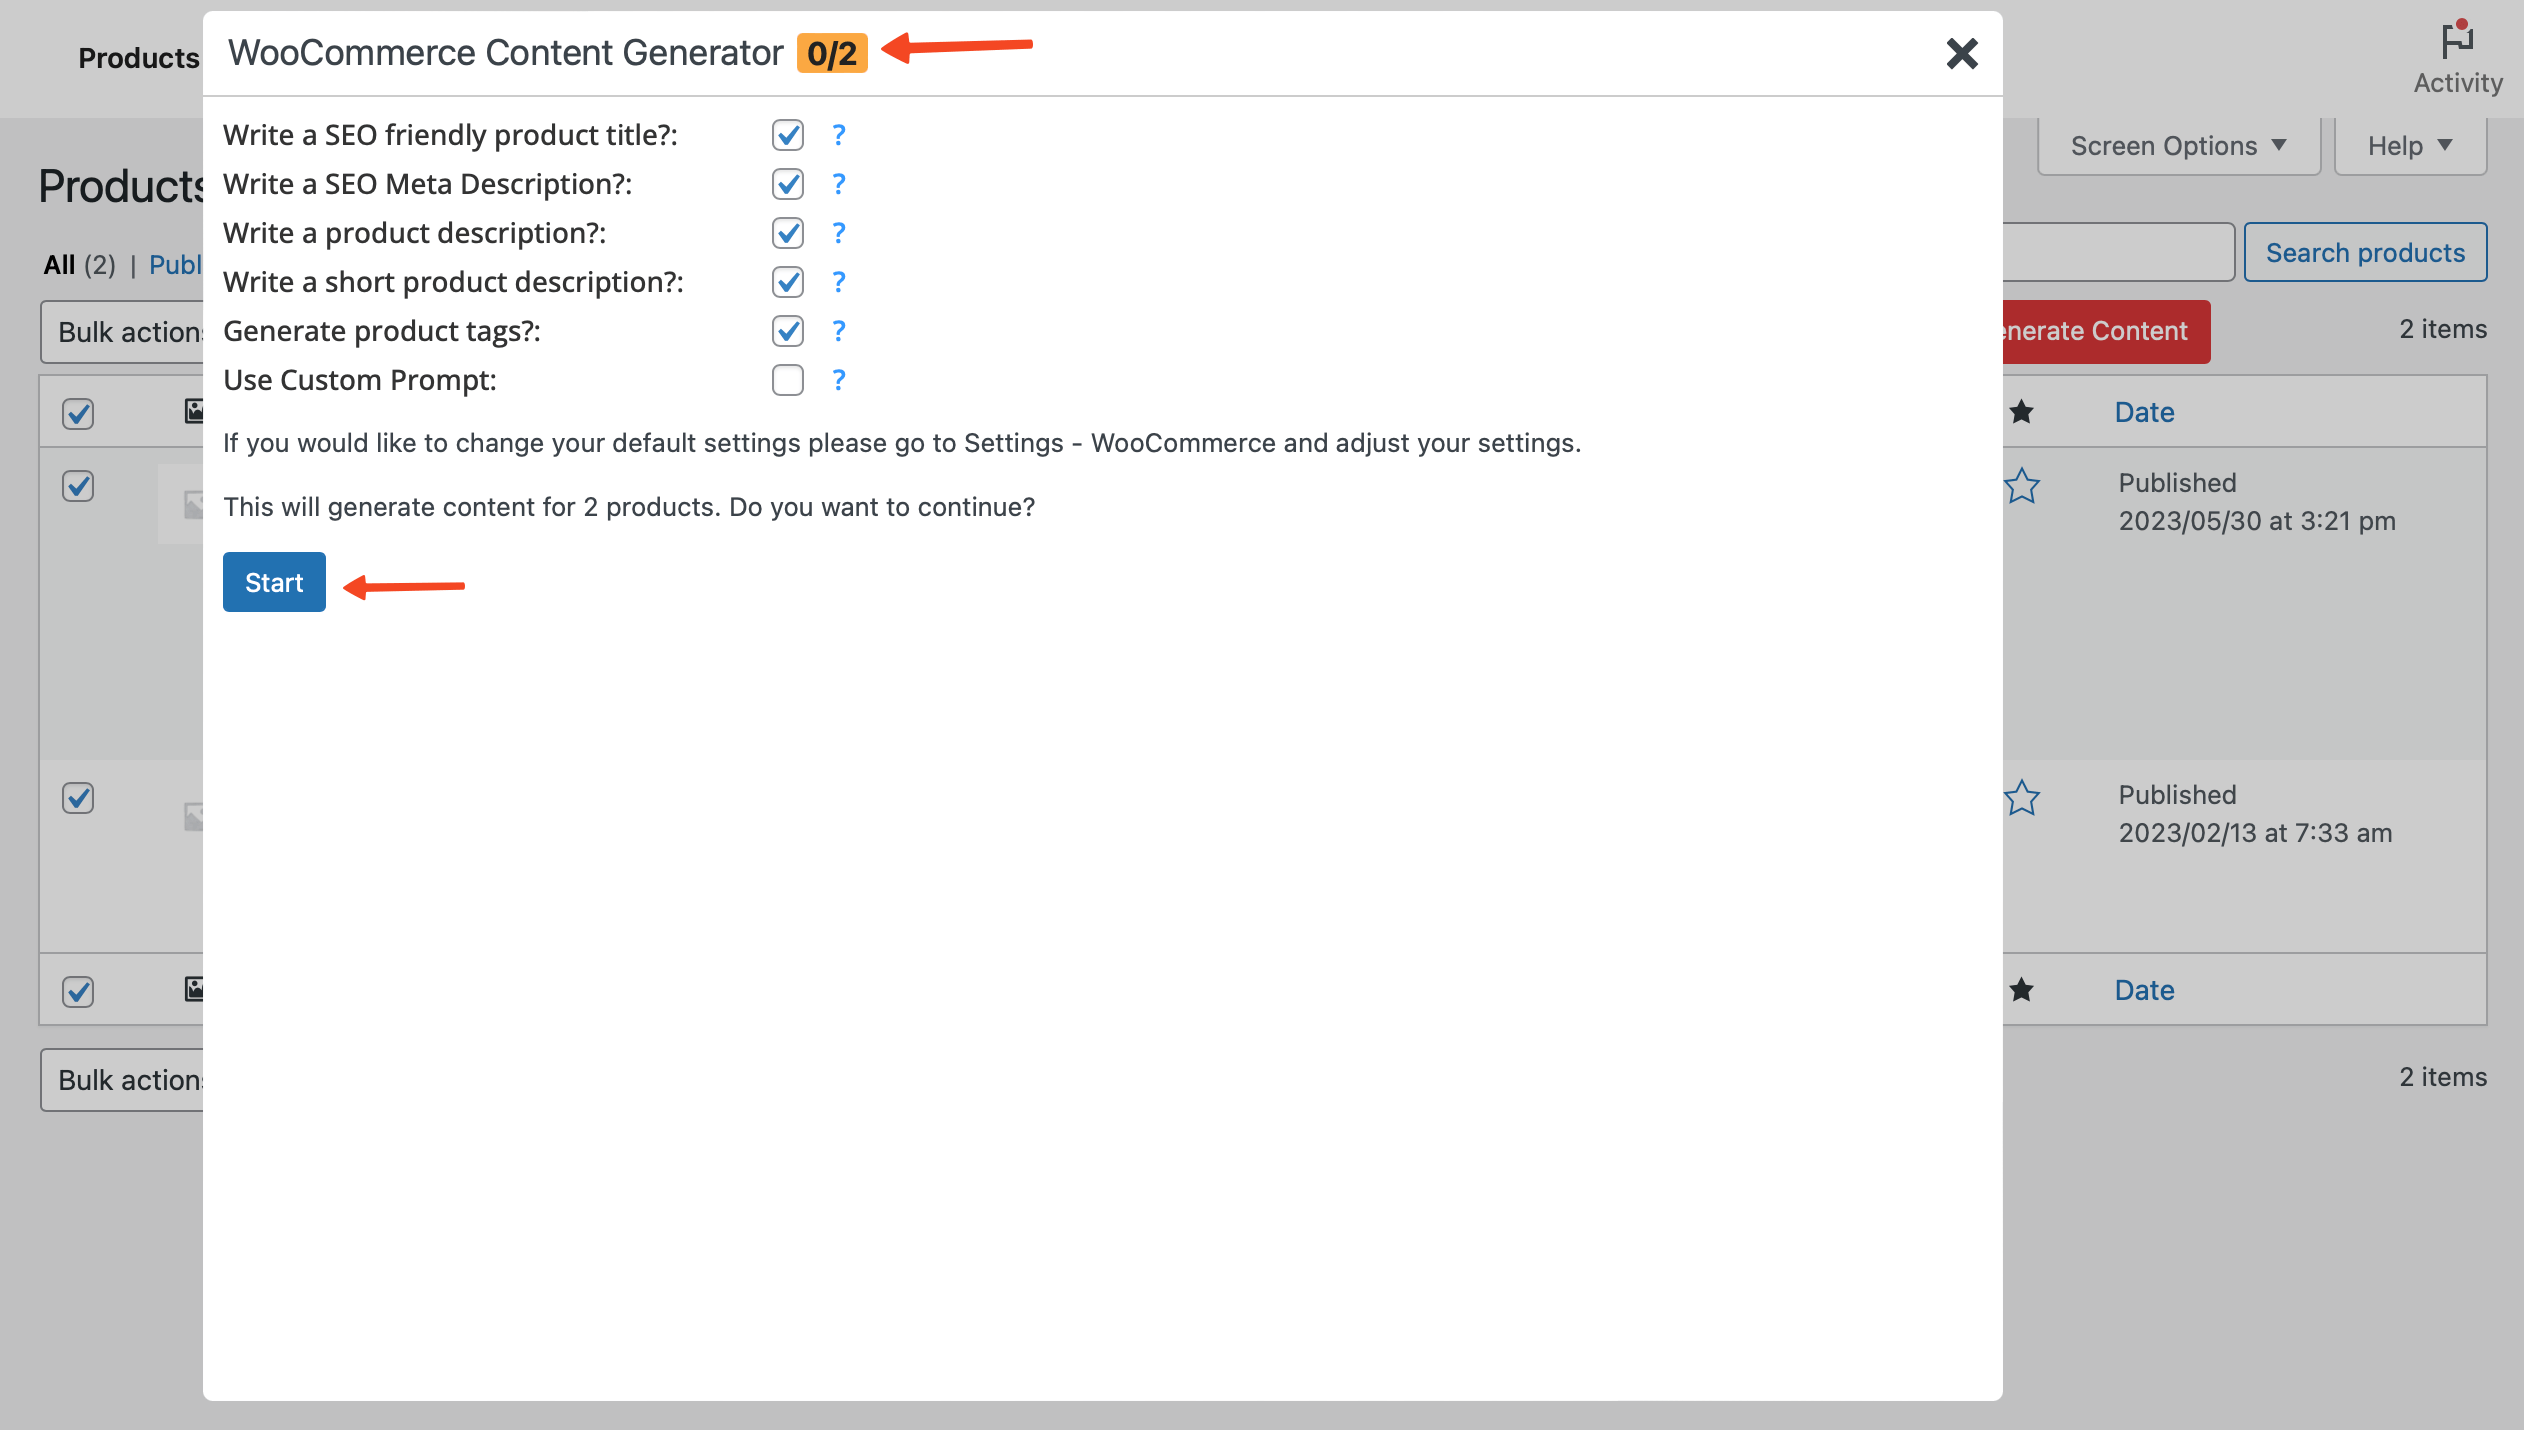 Products
WooCommerce Content Generator 0/2
Activity
Write a SEO friendly product title?: ?
Screen Options
Help
Write a SEO Meta Description?: ?
Products
Write a product description?: ?
Search products
All (2) | Publ
Write a short product description?: ?
Bulk actions
Generate product tags?: ?
enerate Content
2 items
Use Custom Prompt: ?
Date
If you would like to change your default settings please go to Settings - WooCommerce and adjust your settings.
Published
2023/05/30 at 3:21 pm
This will generate content for 2 products. Do you want to continue?
Start
Published
2023/02/13 at 7:33 am
Date
Bulk actions
2 items